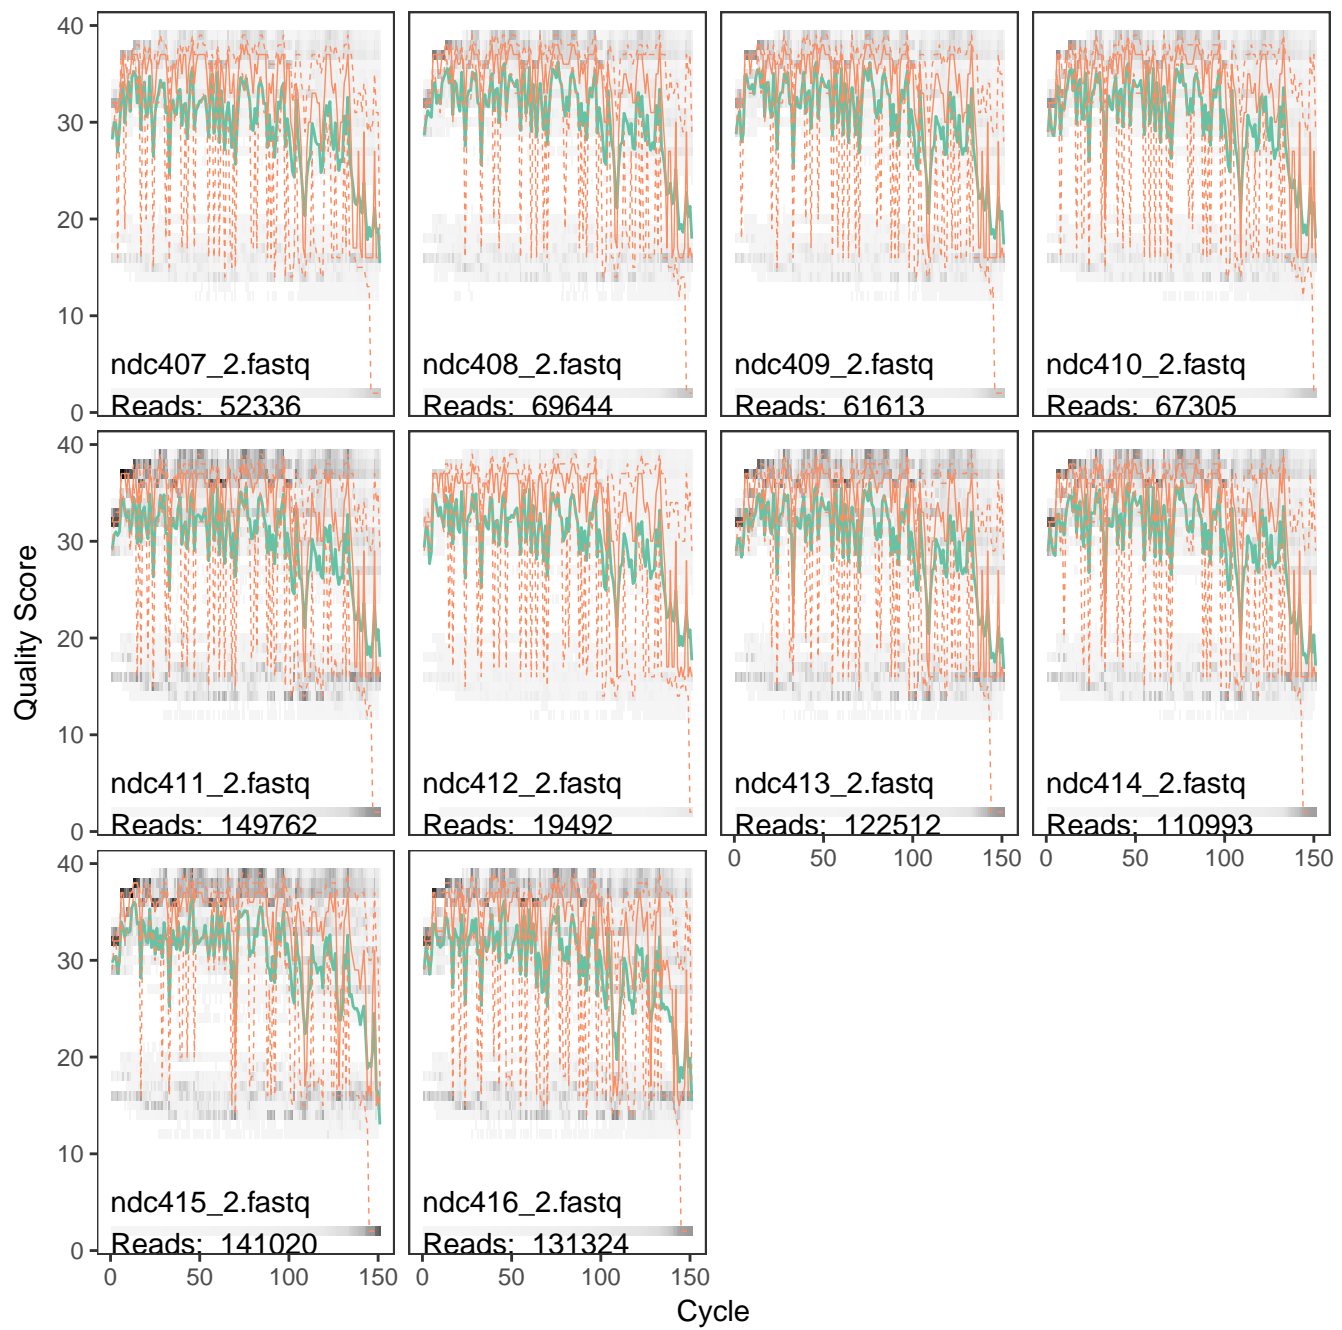 40
30
20
10
0
ndc407_2.fastq
Reads: 52336
ndc408_2.fastq
Reads: 69644
ndc409_2.fastq
Reads: 61613
ndc410_2.fastq
Reads: 67305
Quality Score
40
30
20
10
0
ndc411_2.fastq
Reads: 149762
ndc412_2.fastq
Reads: 19492
ndc413_2.fastq
Reads: 122512
ndc414_2.fastq
Reads: 110993
0 50 100 150
0 50 100 150
40
30
20
10
0
ndc415_2.fastq
Reads: 141020
ndc416_2.fastq
Reads: 131324
0 50 100 150
0 50 100 150
Cycle